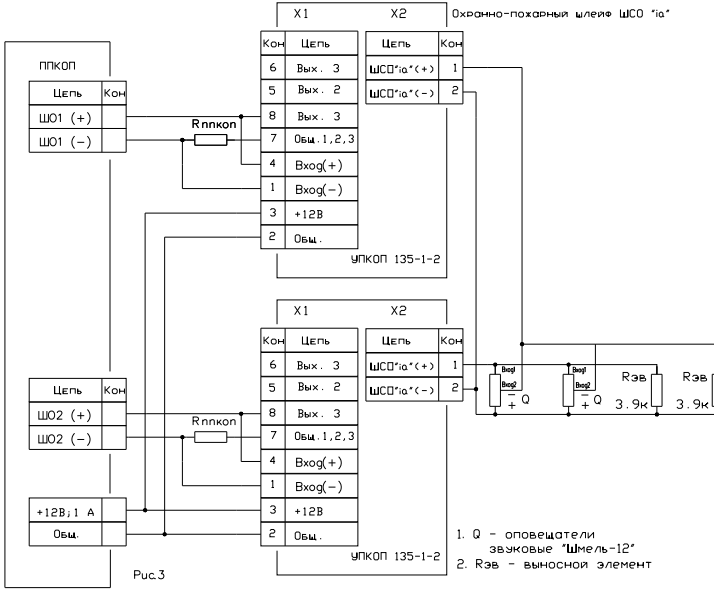 X1 X2
Охранно-пожарный шлейф ШСО "ia"
Кон Цепь Цепь Кон
6 Вых. 3 ШСО"ia"(+) 1
5 Вых. 2 ШСО"ia"(-) 2
8 Вых. 3
7 Общ.1,2,3
4 Вход(+)
1 Вход(-)
3 +12В
2 Общ.
УПКОП 135-1-2
ППКОП
Цепь Кон
ШО1 (+)
ШО1 (-)
Rппкоп
X1 X2
Кон Цепь Цепь Кон
6 Вых. 3 ШСО"ia"(+) 1
5 Вых. 2 ШСО"ia"(-) 2
8 Вых. 3
7 Общ.1,2,3
4 Вход(+)
1 Вход(-)
3 +12В
2 Общ.
УПКОП 135-1-2
Цепь Кон
ШО2 (+)
ШО2 (-)
Rппкоп
+12В;1 А
Общ.
Вход1
Вход2
- + Q
Вход1
Вход2
- + Q
Rэв
3.9к
Rэв
3.9к
1. Q - оповещатели
звуковые "Шмель-12"
2. Rэв - выносной элемент
Рис.3